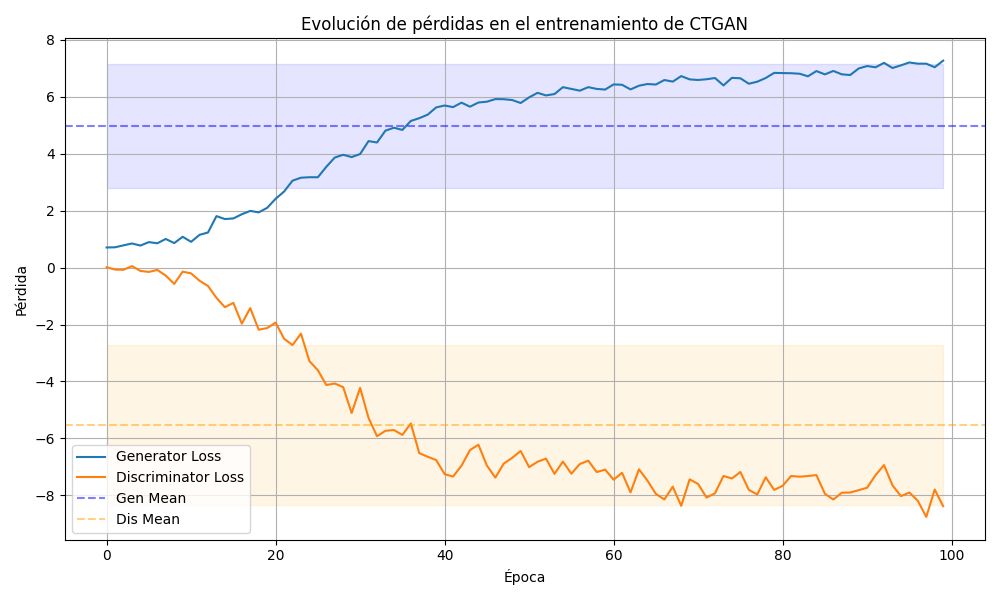 Evolución de pérdidas en el entrenamiento de CTGAN
8
6
4
2
0
−2
−4
−6
−8
Pérdida
Generator Loss
Discriminator Loss
Gen Mean
Dis Mean
0 20 40 60 80 100
Época